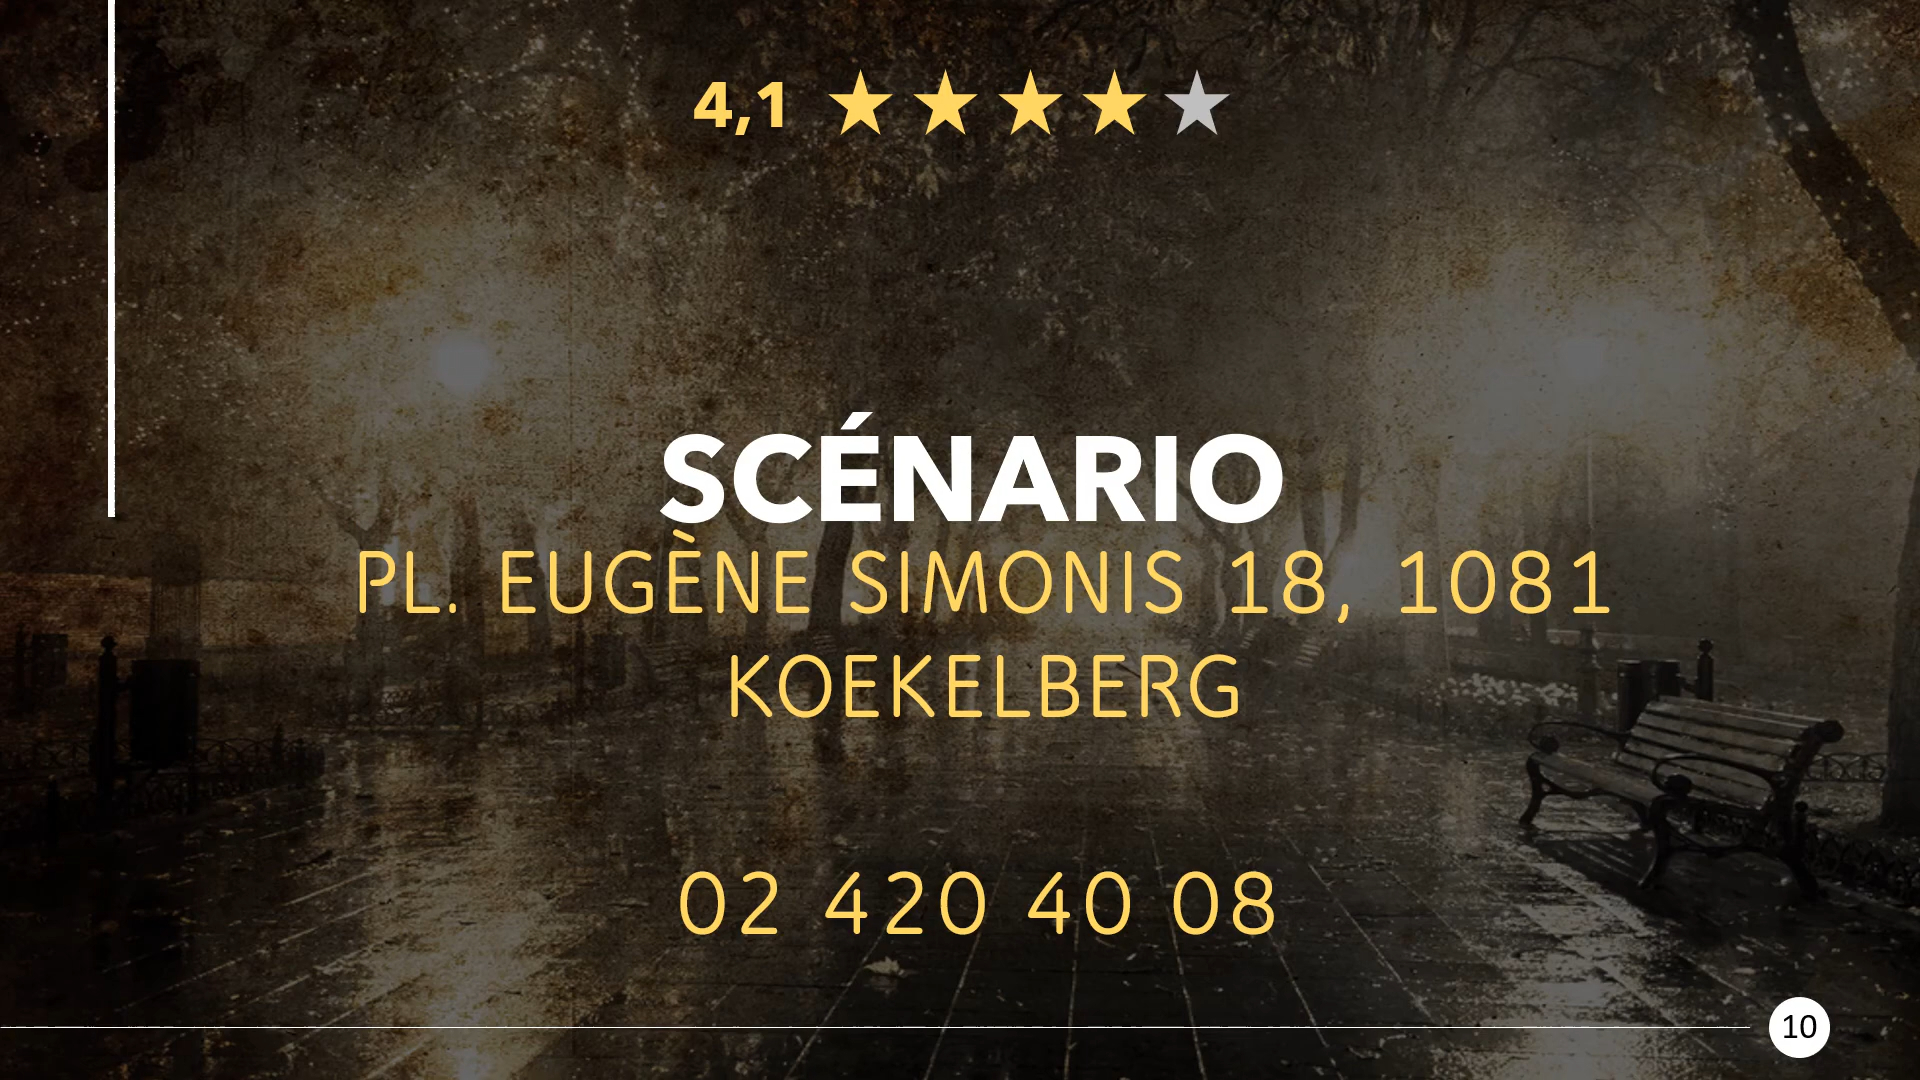 4,1
SCÉNARIO
PL. EUGÈNE SIMONIS 18, 1081
KOEKELBERG
02 420 40 08
10